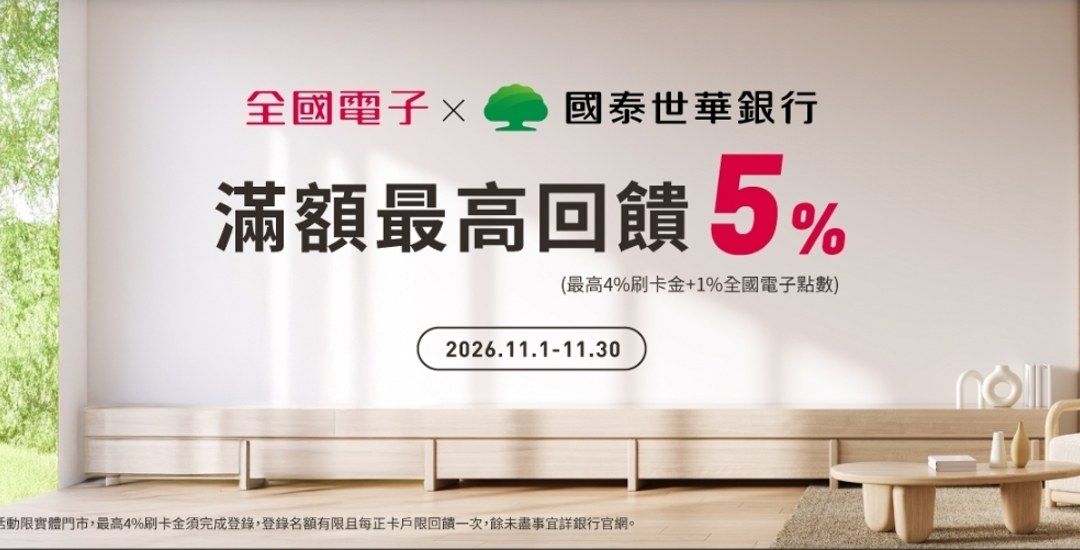 全國電子 × 國泰世華銀行
滿額最高回饋 5%
(最高4%刷卡金+1%全國電子點數)
2026.11.1-11.30
活動限實體門市，最高4%刷卡金須完成登錄，登錄名額有限且每正卡戶限回饋一次，餘未盡事宜詳銀行官網。